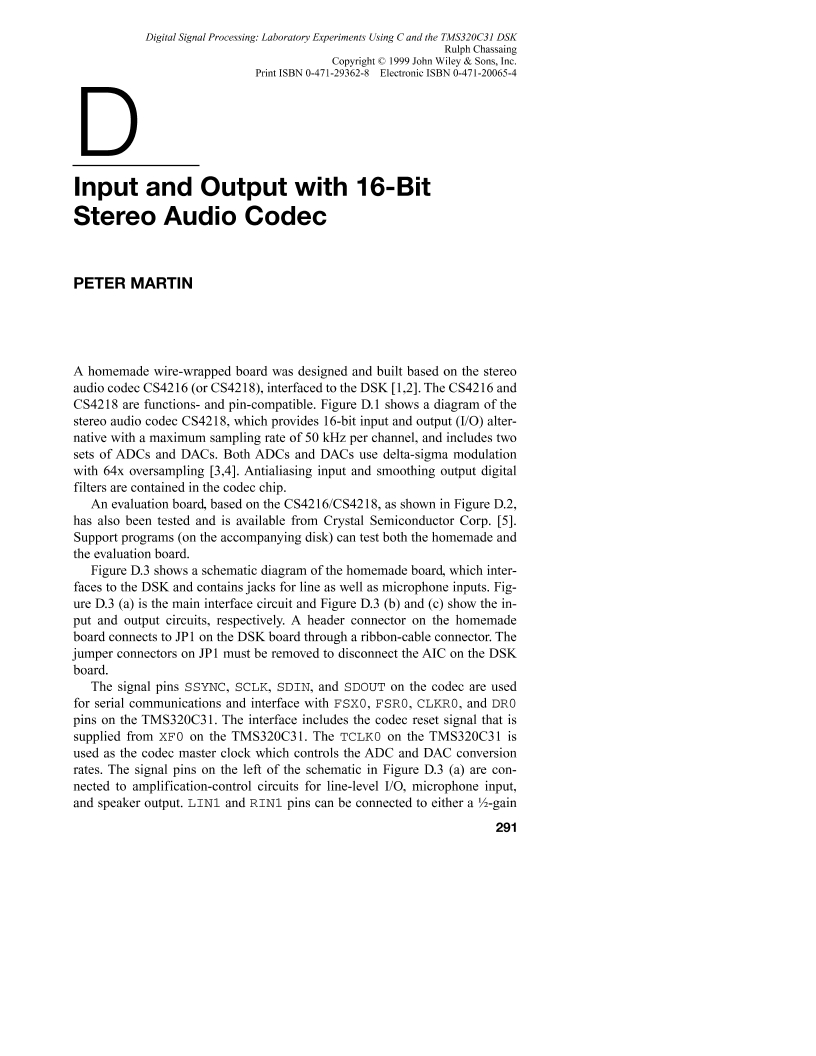 Digital Signal Processing: Laboratory Experiments Using C and the TMS320C31 DSK
Rulph Chassaing
Copyright © 1999 John Wiley & Sons, Inc.
Print ISBN 0-471-29362-8 Electronic ISBN 0-471-20065-4
D
Input and Output with 16-Bit
Stereo Audio Codec
PETER MARTIN
A homemade wire-wrapped board was designed and built based on the stereo
audio codec CS4216 (or CS4218), interfaced to the DSK [1,2]. The CS4216 and
CS4218 are functions- and pin-compatible. Figure D.1 shows a diagram of the
stereo audio codec CS4218, which provides 16-bit input and output (I/O) alter-
native with a maximum sampling rate of 50 kHz per channel, and includes two
sets of ADCs and DACs. Both ADCs and DACs use delta-sigma modulation
with 64x oversampling [3,4]. Antialiasing input and smoothing output digital
filters are contained in the codec chip.
An evaluation board, based on the CS4216/CS4218, as shown in Figure D.2,
has also been tested and is available from Crystal Semiconductor Corp. [5].
Support programs (on the accompanying disk) can test both the homemade and
the evaluation board.
Figure D.3 shows a schematic diagram of the homemade board, which inter-
faces to the DSK and contains jacks for line as well as microphone inputs. Fig-
ure D.3 (a) is the main interface circuit and Figure D.3 (b) and (c) show the in-
put and output circuits, respectively. A header connector on the homemade
board connects to JP1 on the DSK board through a ribbon-cable connector. The
jumper connectors on JP1 must be removed to disconnect the AIC on the DSK
board.
The signal pins SSYNC, SCLK, SDIN, and SDOUT on the codec are used
for serial communications and interface with FSX0, FSR0, CLKR0, and DR0
pins on the TMS320C31. The interface includes the codec reset signal that is
supplied from XF0 on the TMS320C31. The TCLK0 on the TMS320C31 is
used as the codec master clock which controls the ADC and DAC conversion
rates. The signal pins on the left of the schematic in Figure D.3 (a) are con-
nected to amplification-control circuits for line-level I/O, microphone input,
and speaker output. LIN1 and RIN1 pins can be connected to either a ½-gain
291